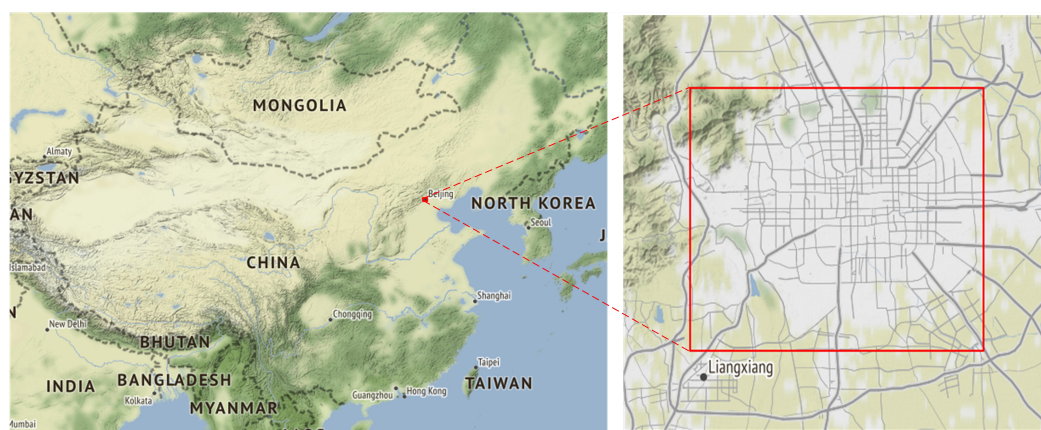 MONGOLIA
Almaty
GYZSTAN
AN
Beijing
NORTH KOREA
Seoul
J
Islamabad
CHINA
Shanghai
N
New Delhi
Chongqing
BHUTAN
Taipei
INDIA
BANGLADESH
TAIWAN
Kolkata
Guangzhou
Hong Kong
MYANMAR
Mumbai
Liangxiang